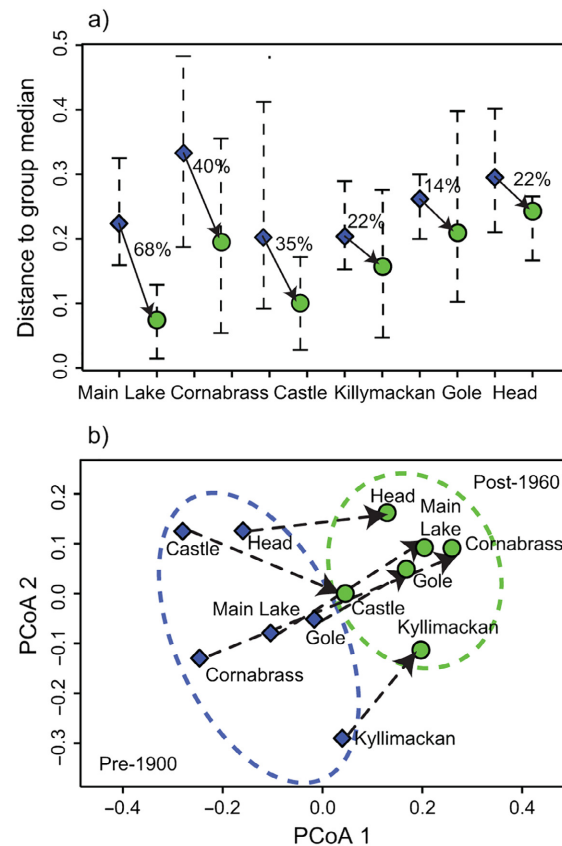 a)
0.5
0.4
0.3
0.2
0.1
0.0
Distance to group median
68%
40%
35%
22%
14%
22%
Main Lake Cornabrass Castle Killymackan Gole Head
b)
Post-1960
Head
Main
Lake
Cornabrass
Castle
Head
Gole
Castle
Main Lake
Gole
Kyllimackan
Cornabrass
Kyllimackan
Pre-1900
0.2
0.1
0.0
−0.1
−0.2
−0.3
PCoA 2
−0.4 −0.2 0.0 0.2 0.4
PCoA 1